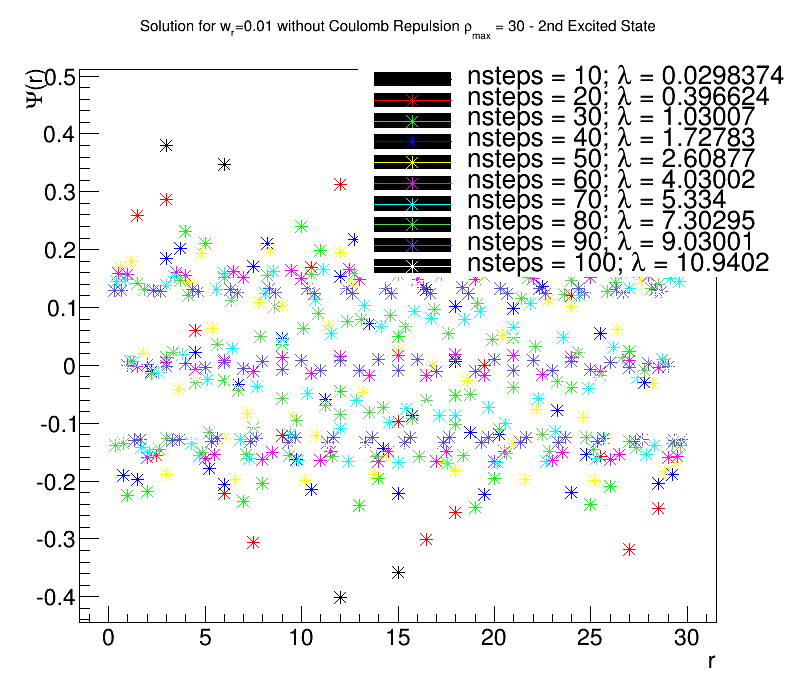 Solution for wr=0.01 without Coulomb Repulsion ρmax = 30 - 2nd Excited State
Ψ(r)
nsteps = 10; λ = 0.0298374
nsteps = 20; λ = 0.396624
nsteps = 30; λ = 1.03007
nsteps = 40; λ = 1.72783
nsteps = 50; λ = 2.60877
nsteps = 60; λ = 4.03002
nsteps = 70; λ = 5.334
nsteps = 80; λ = 7.30295
nsteps = 90; λ = 9.03001
nsteps = 100; λ = 10.9402
0.5
0.4
0.3
0.2
0.1
0
-0.1
-0.2
-0.3
-0.4
0 5 10 15 20 25 30
r